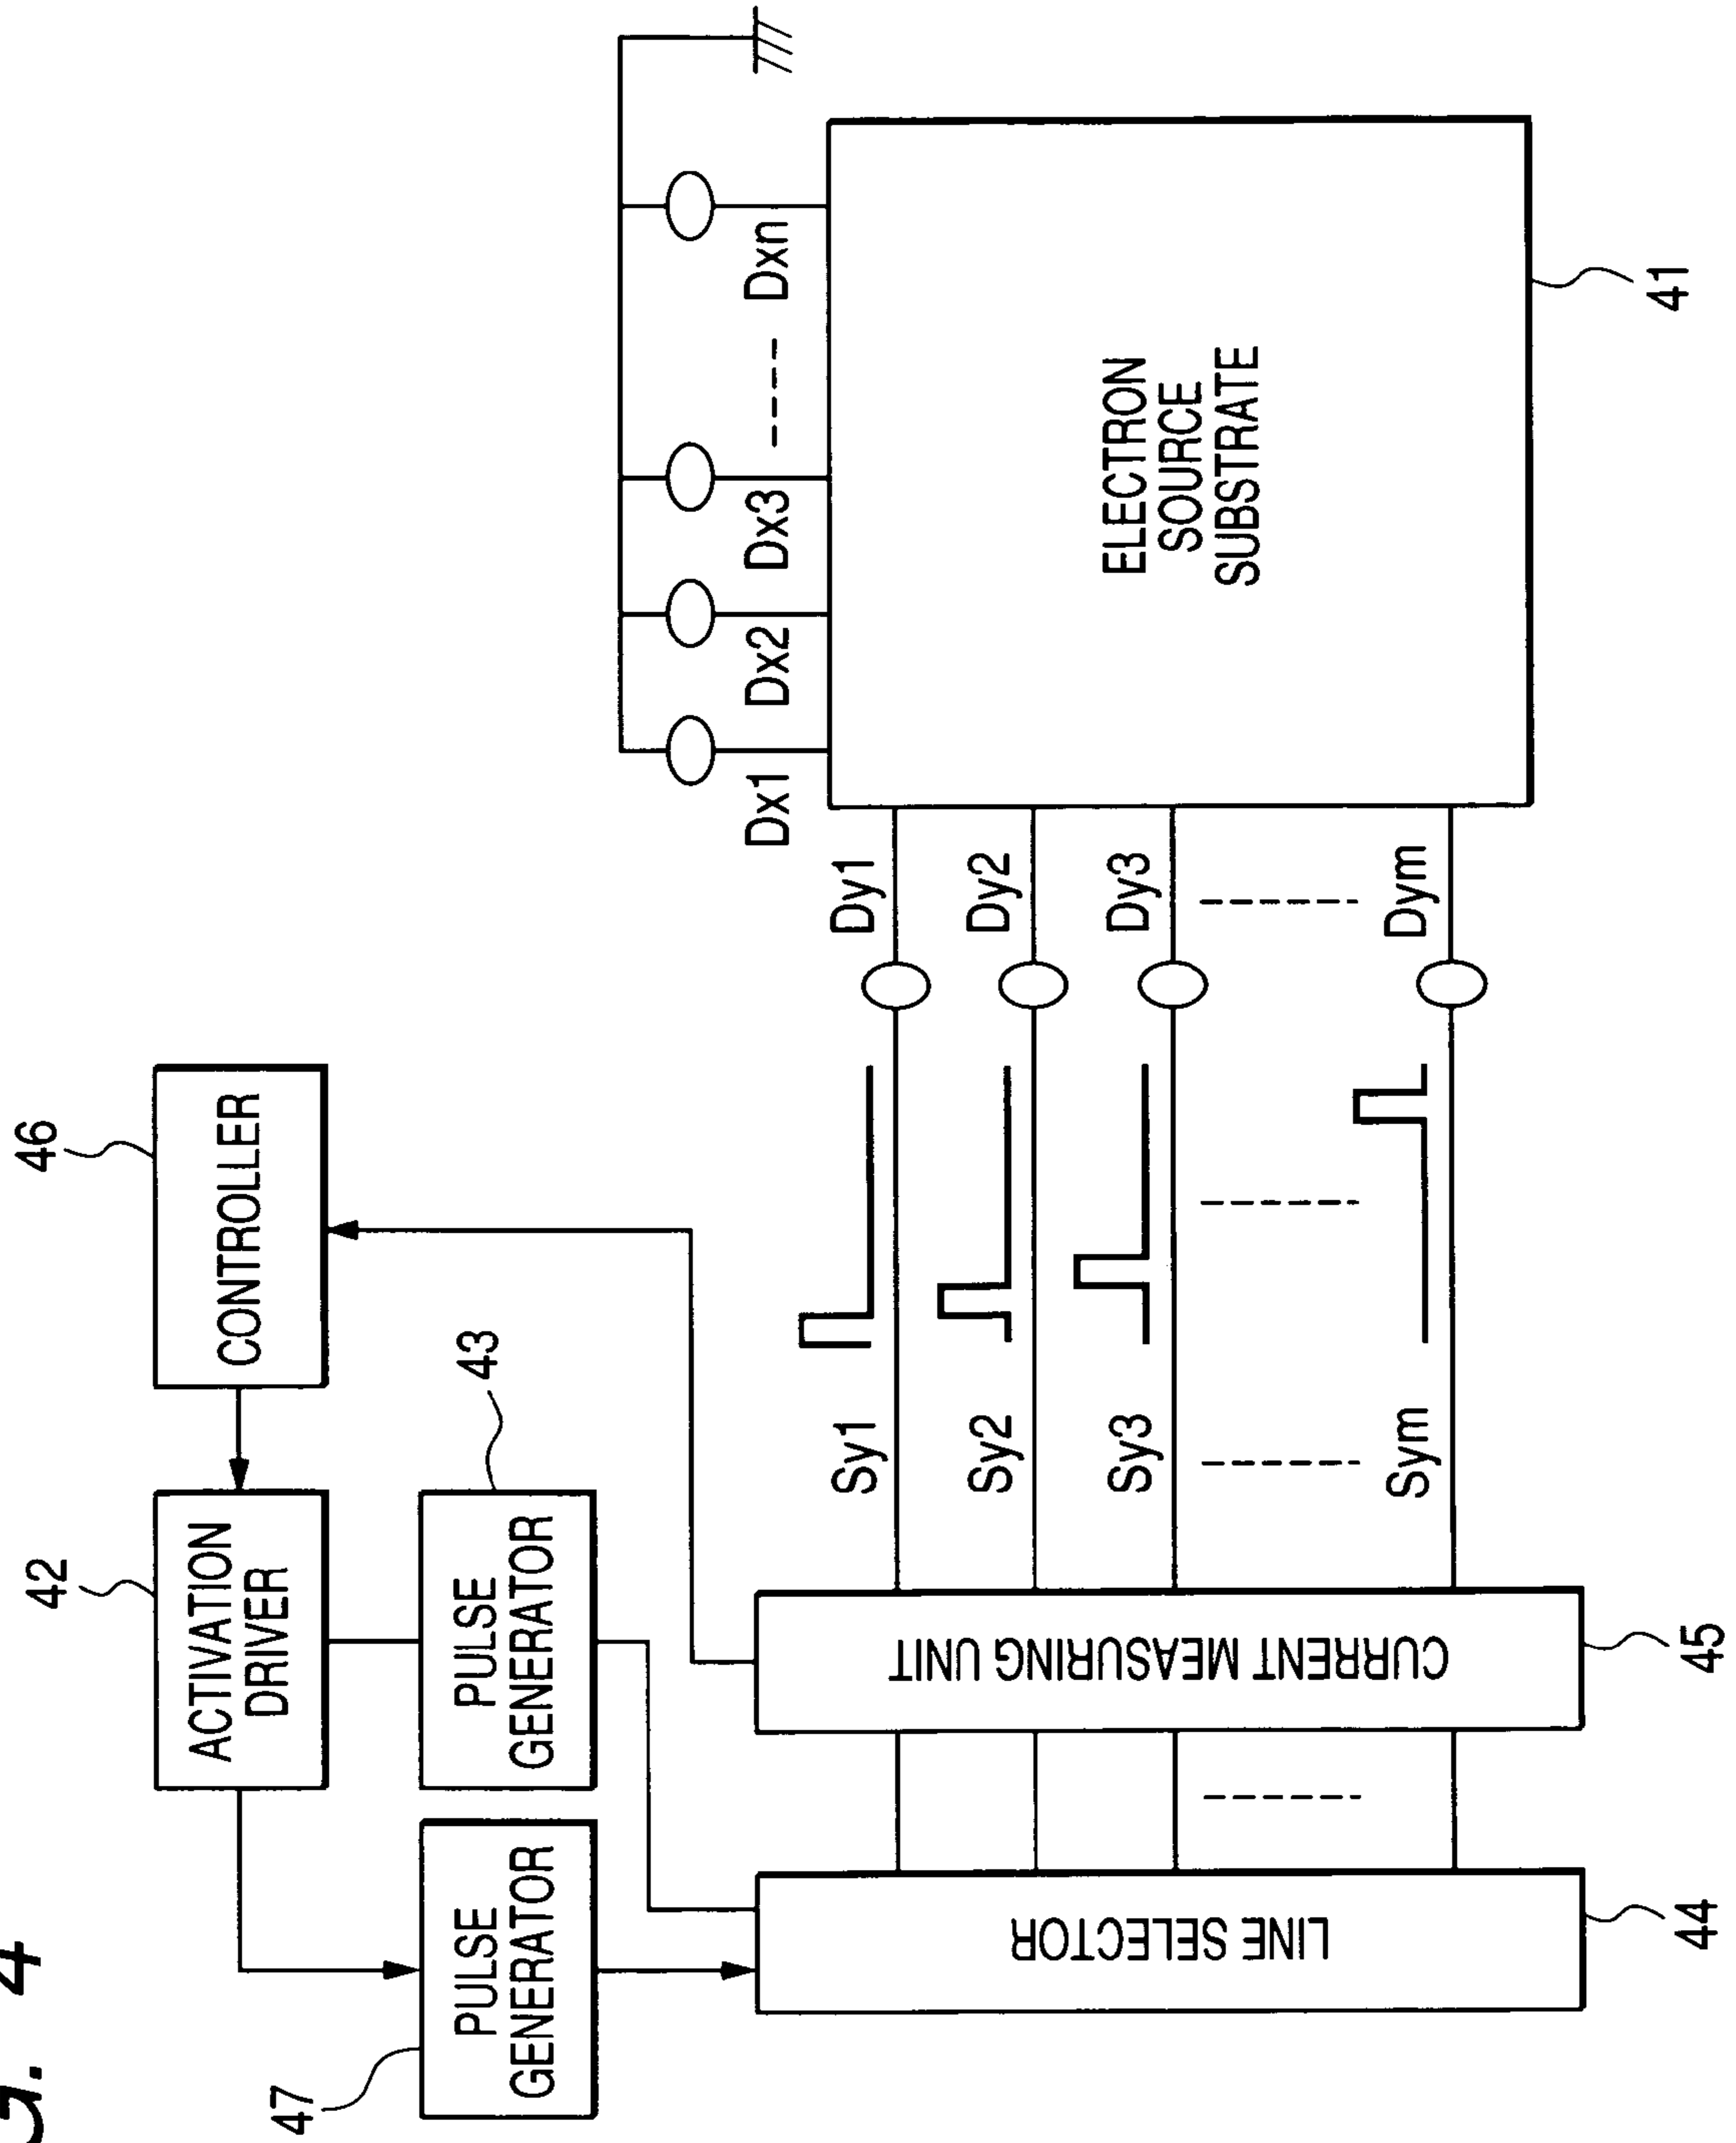 G. 4
46
42
CONTROLLER
ACTIVATION
DRIVER
43
47
PULSE
GENERATOR
PULSE
GENERATOR
Dx1
Dx2
Dx3
-----
Dxn
LINE SELECTOR
CURRENT MEASURING UNIT
Sy1
Dy1
Sy2
Dy2
Sy3
Dy3
Sym
Dym
ELECTRON
SOURCE
SUBSTRATE
44
45
41